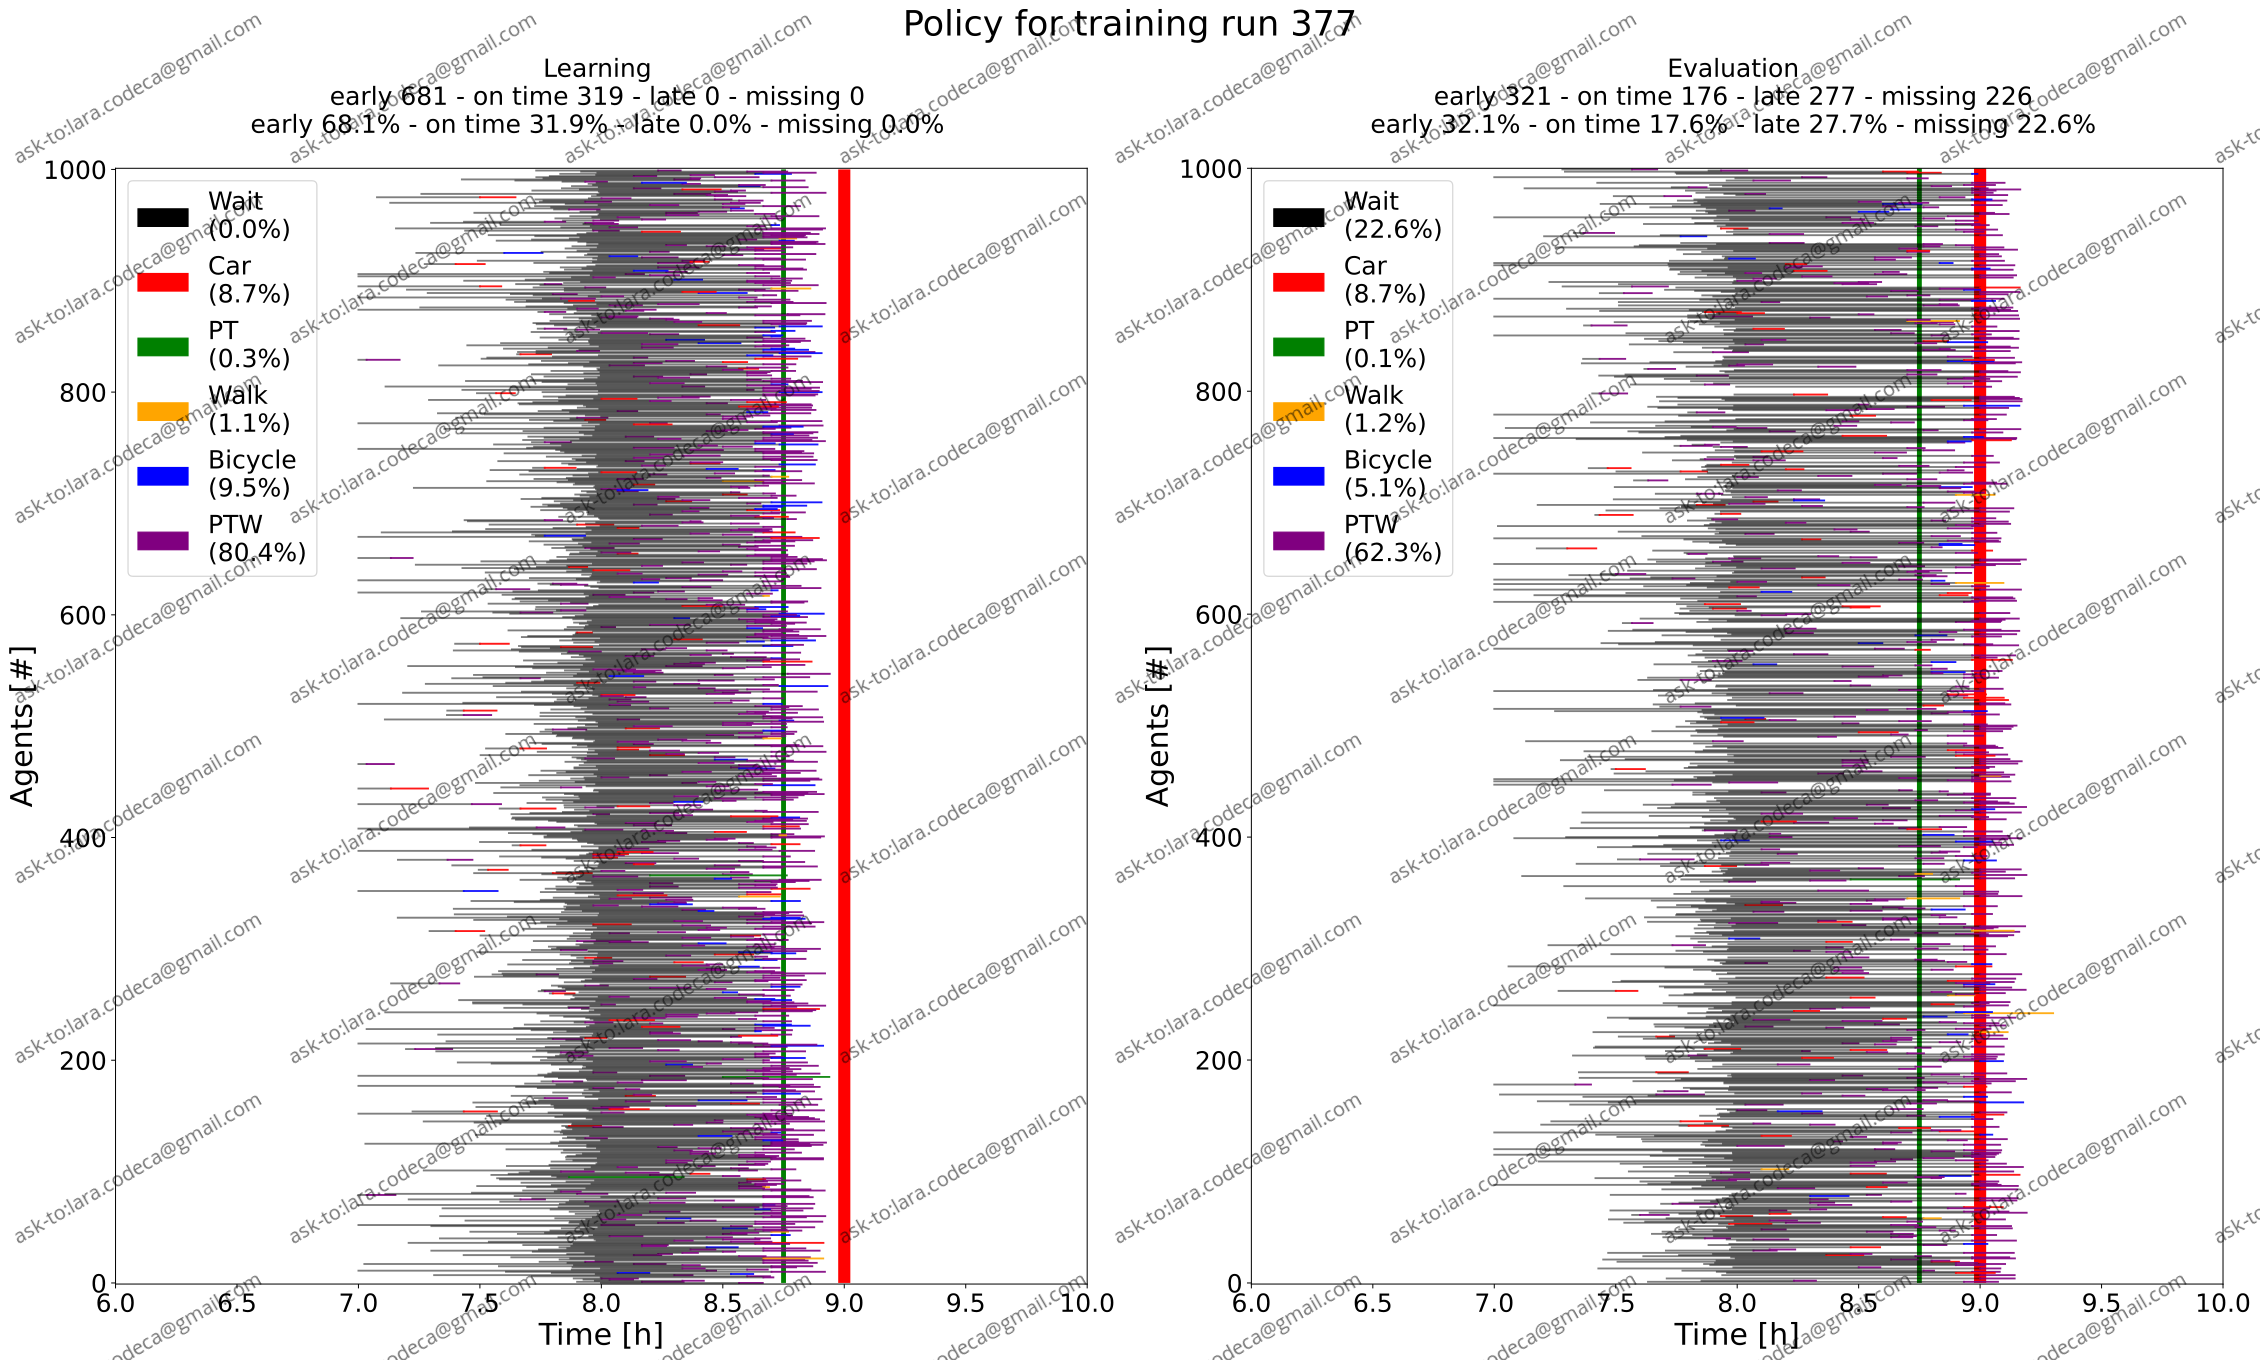 Policy for training run 377
Learning
early 681 - on time 319 - late 0 - missing 0
early 68.1% - on time 31.9% - late 0.0% - missing 0.0%
Evaluation
early 321 - on time 176 - late 277 - missing 226
early 32.1% - on time 17.6% - late 27.7% - missing 22.6%
Agents [#]
1000
800
600
400
200
0
Wait
(0.0%)
Car
(8.7%)
PT
(0.3%)
Walk
(1.1%)
Bicycle
(9.5%)
PTW
(80.4%)
6.0 6.5 7.0 7.5 8.0 8.5 9.0 9.5 10.0
Time [h]
Agents [#]
1000
800
600
400
200
0
Wait
(22.6%)
Car
(8.7%)
PT
(0.1%)
Walk
(1.2%)
Bicycle
(5.1%)
PTW
(62.3%)
6.0 6.5 7.0 7.5 8.0 8.5 9.0 9.5 10.0
Time [h]
ask-to:lara.codeca@gmail.com